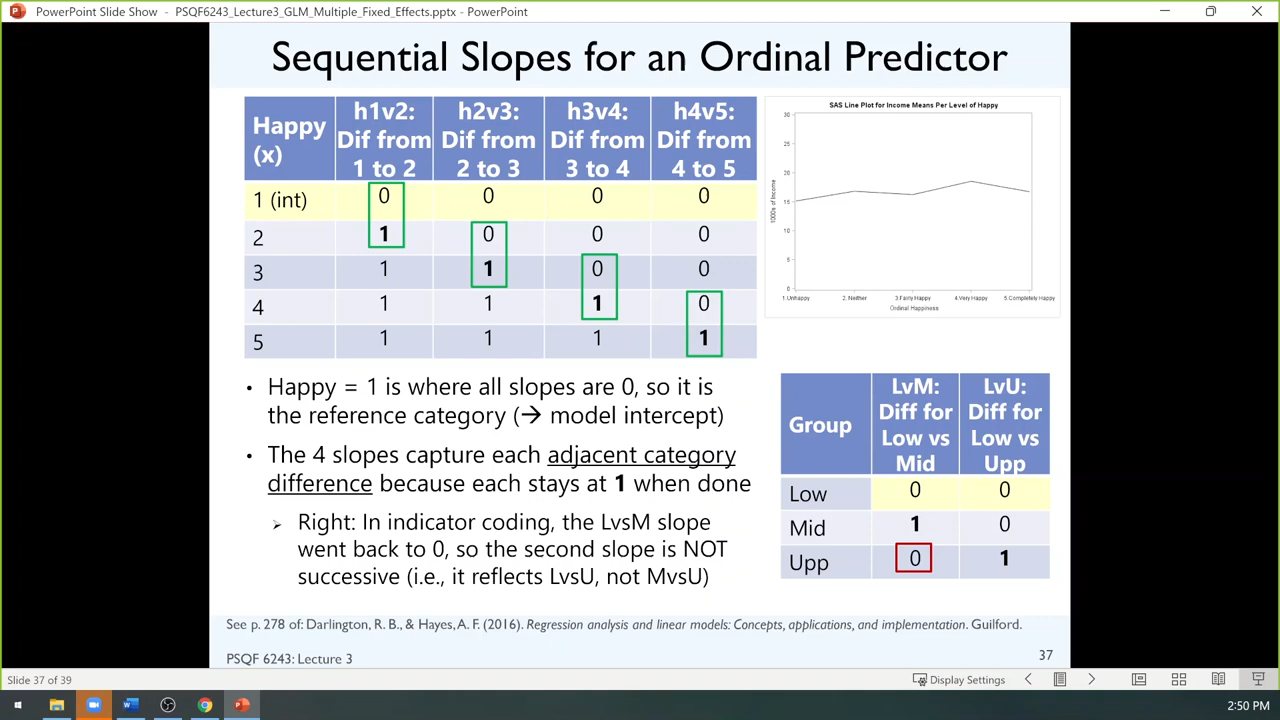 PowerPoint Slide Show - PSQF6243_Lecture3_GLM_Multiple_Fixed_Effects.pptx - PowerPoint
Sequential Slopes for an Ordinal Predictor
Happy (x) h1v2: Dif from 1 to 2 h2v3: Dif from 2 to 3 h3v4: Dif from 3 to 4 h4v5: Dif from 4 to 5
1 (int) 0 0 0 0
2 1 0 0 0
3 1 1 0 0
4 1 1 1 0
5 1 1 1 1
SAS Line Plot for Income Means Per Level of Happy
1000s of Income
30
25
20
15
10
5
0
1.Unhappy 2. Neither 3.Fairly Happy 4.Very Happy 5.Completely Happy
Ordinal Happiness
• Happy = 1 is where all slopes are 0, so it is
the reference category (→ model intercept)
• The 4 slopes capture each adjacent category
difference because each stays at 1 when done
➢ Right: In indicator coding, the LvsM slope
went back to 0, so the second slope is NOT
successive (i.e., it reflects LvsU, not MvsU)
Group LvM: Diff for Low vs Mid LvU: Diff for Low vs Upp
Low 0 0
Mid 1 0
Upp 0 1
See p. 278 of: Darlington, R. B., & Hayes, A. F. (2016). Regression analysis and linear models: Concepts, applications, and implementation. Guilford.
PSQF 6243: Lecture 3
37
Slide 37 of 39
Display Settings
2:50 PM